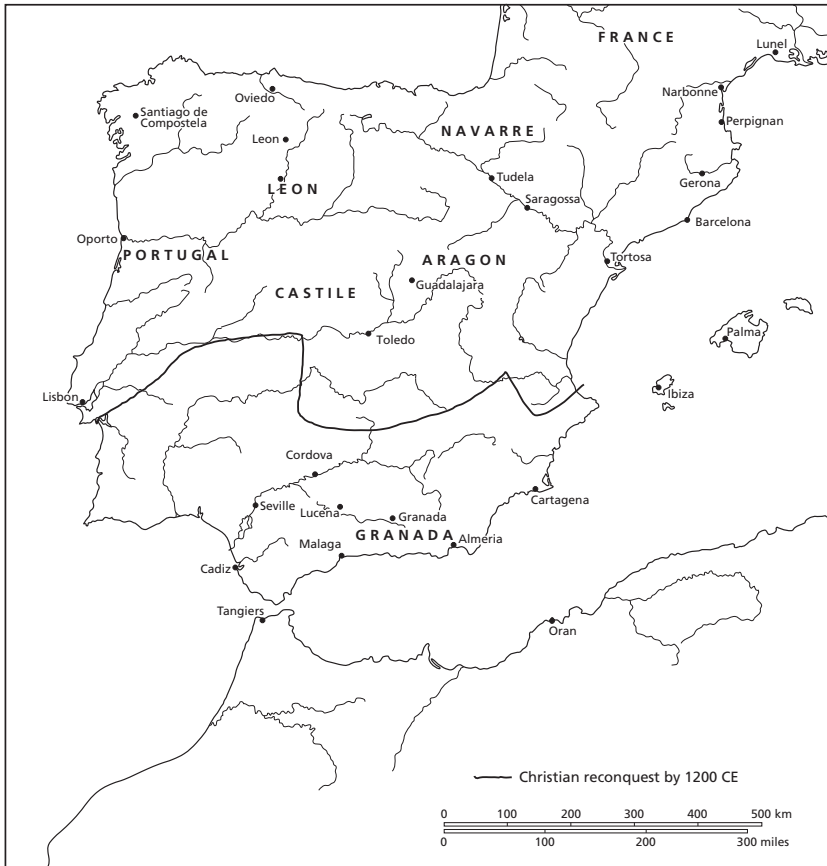 FRANCE
Lunel
Oviedo
Narbonne
Santiago de
Compostela
Perpignan
NAVARRE
Leon
Tudela
Gerona
LEON
Saragossa
Barcelona
Oporto
PORTUGAL
ARAGON
Tortosa
Guadalajara
CASTILE
Toledo
Palma
Lisbon
Ibiza
Cordova
Cartagena
Seville
Lucena
Granada
GRANADA
Almeria
Malaga
Cadiz
Tangiers
Oran
Christian reconquest by 1200 CE
0 100 200 300 400 500 km
0 100 200 300 miles